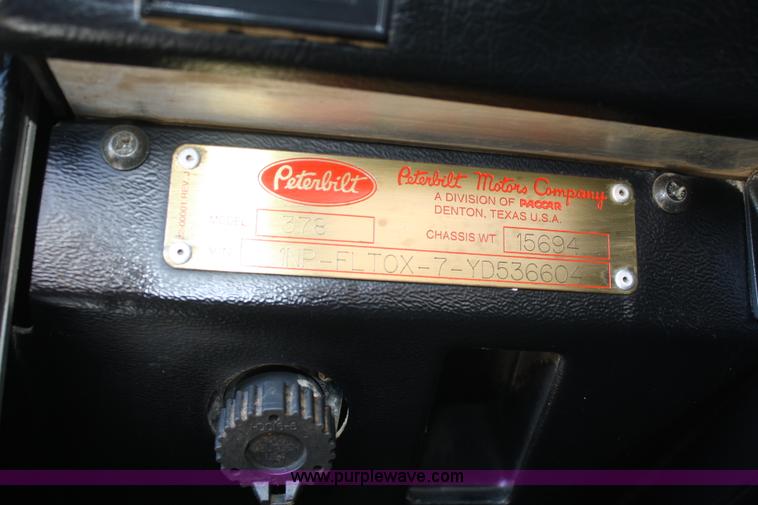 Peterbilt
Peterbilt Motors Company
A DIVISION OF PACCAR
DENTON, TEXAS U.S.A.
MODEL 378
CHASSIS WT. 15694
VIN 1NP-FLT0X-7-YD536604
www.purplewave.com